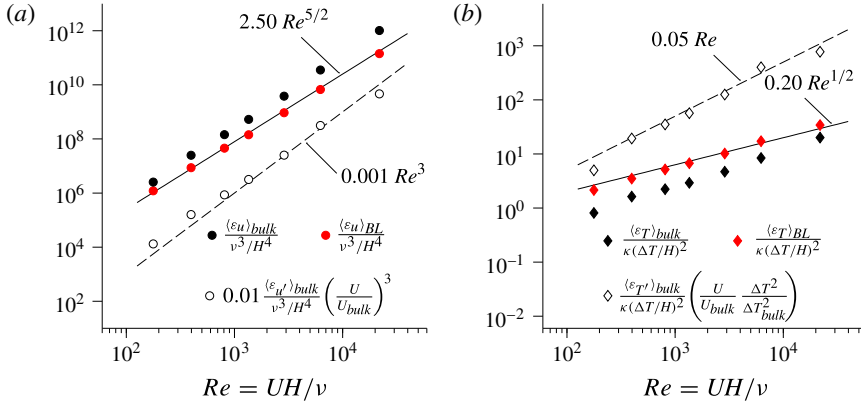 (a)
10^12
10^10
10^8
10^6
10^4
10^2
2.50 Re^{5/2}
0.001 Re^3
⟨ε_u⟩_bulk / ν^3/H^4
⟨ε_u⟩_BL / ν^3/H^4
0.01 ⟨ε_{u′}⟩_bulk / ν^3/H^4 (U / U_bulk)^3
10^2 10^3 10^4
Re = UH/ν
(b)
10^3
10^2
10^1
10^0
10^−1
10^−2
0.05 Re
0.20 Re^{1/2}
⟨ε_T⟩_bulk / κ(ΔT/H)^2
⟨ε_T⟩_BL / κ(ΔT/H)^2
⟨ε_{T′}⟩_bulk / κ(ΔT/H)^2 (U / U_bulk ΔT^2 / ΔT^2_bulk)
10^2 10^3 10^4
Re = UH/ν